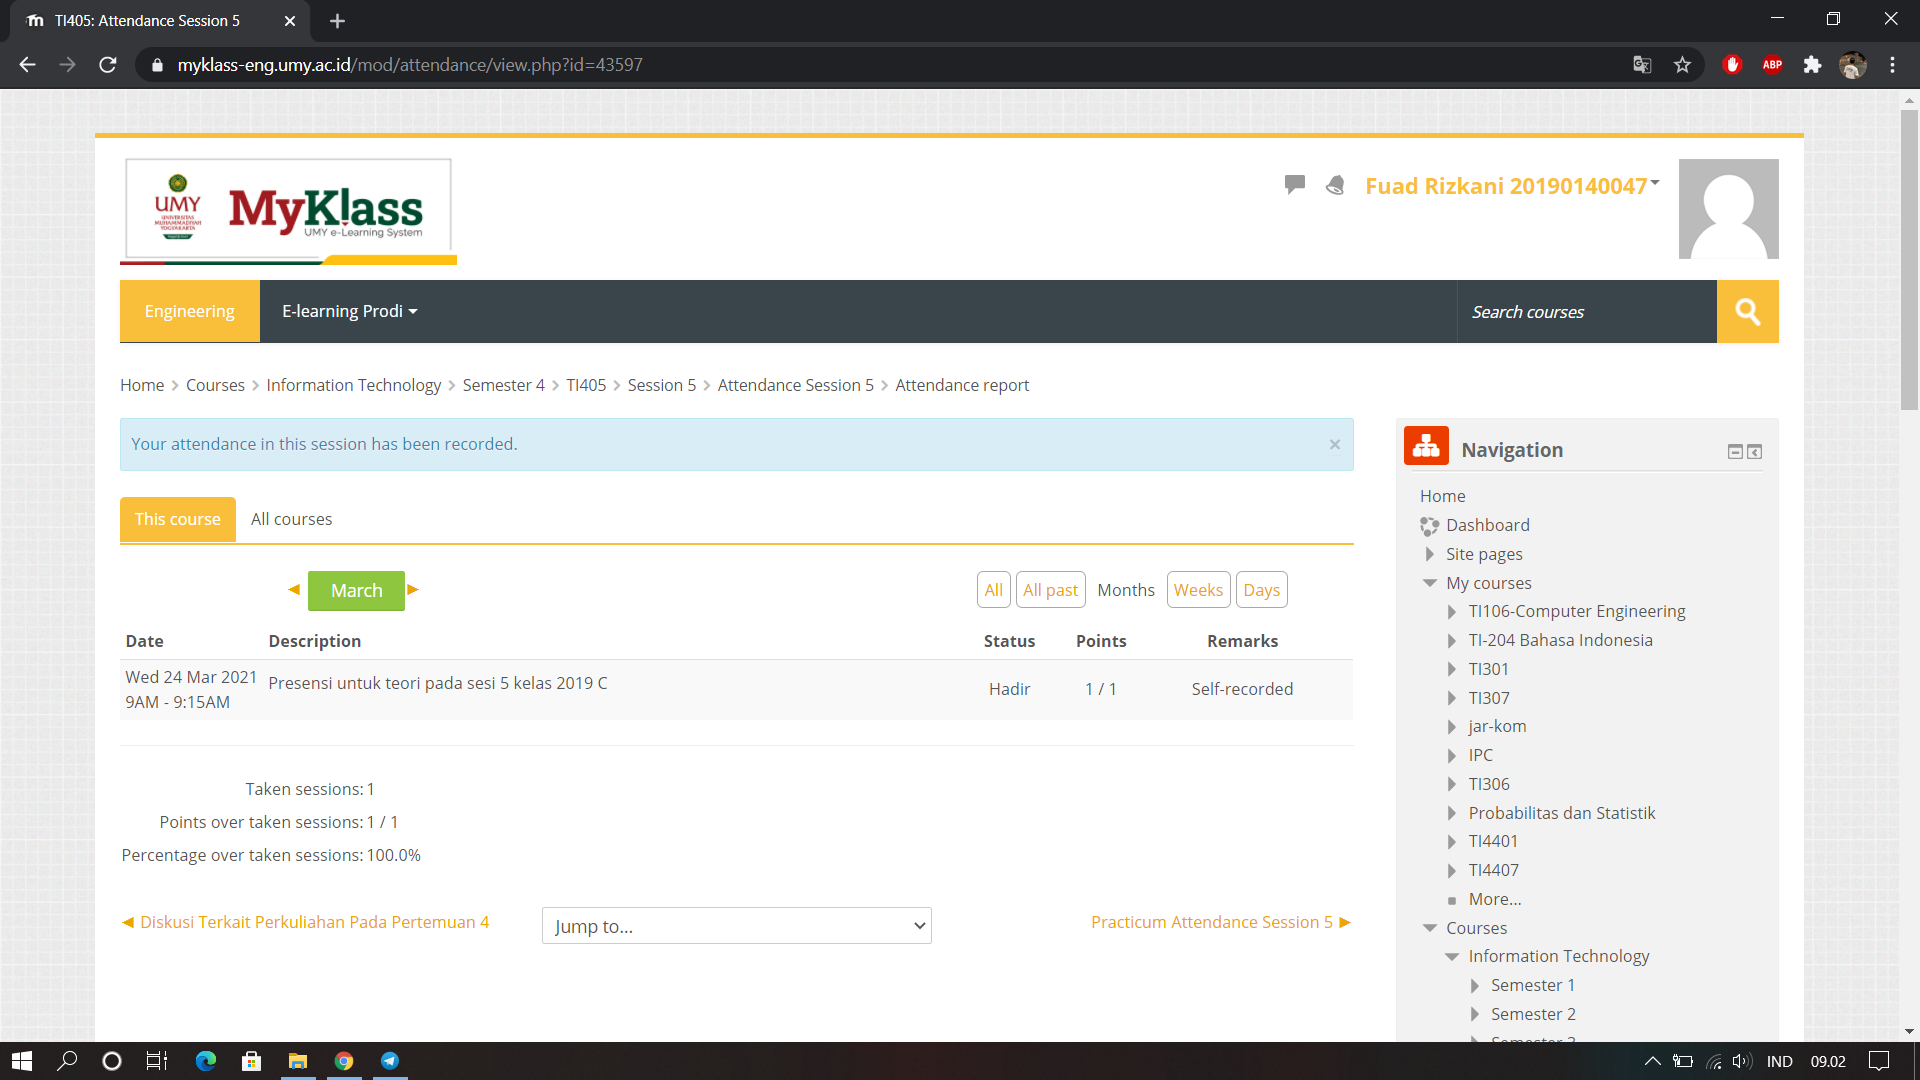 TI405: Attendance Session 5
myklass-eng.umy.ac.id/mod/attendance/view.php?id=43597
ABP
UMY
UNIVERSITAS
MUHAMMADIYAH
YOGYAKARTA
MyKlass
UMY e-Learning System
Fuad Rizkani 20190140047
Engineering
E-learning Prodi
Search courses
Home > Courses > Information Technology > Semester 4 > TI405 > Session 5 > Attendance Session 5 > Attendance report
Your attendance in this session has been recorded.
×
This course
All courses
◄ March ►
All All past Months Weeks Days
Date Description Status Points Remarks
Wed 24 Mar 2021
9AM - 9:15AM
Presensi untuk teori pada sesi 5 kelas 2019 C
Hadir
1 / 1
Self-recorded
Taken sessions: 1
Points over taken sessions: 1 / 1
Percentage over taken sessions: 100.0%
◄ Diskusi Terkait Perkuliahan Pada Pertemuan 4
Jump to...
Practicum Attendance Session 5 ►
Navigation
Home
Dashboard
Site pages
My courses
TI106-Computer Engineering
TI-204 Bahasa Indonesia
TI301
TI307
jar-kom
IPC
TI306
Probabilitas dan Statistik
TI4401
TI4407
More...
Courses
Information Technology
Semester 1
Semester 2
Semester 3
IND
09.02